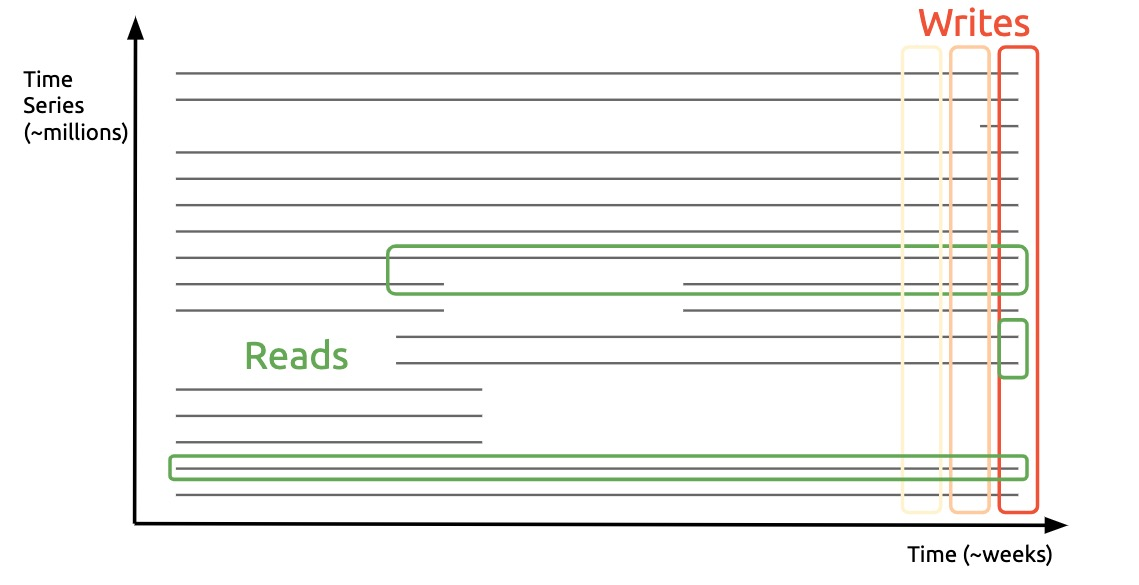 Writes
Time
Series
(~millions)
Reads
Time (~weeks)